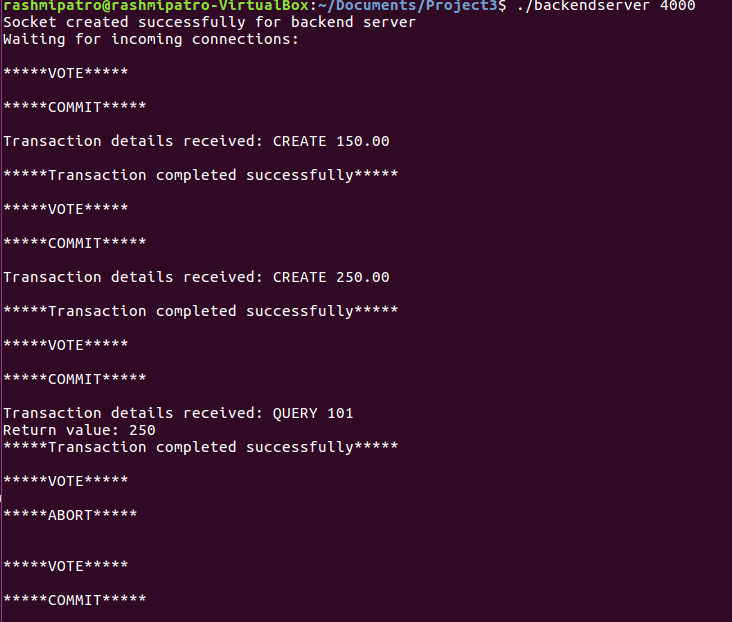 rashmipatro@rashmipatro-VirtualBox:~/Documents/Project3$ ./backendserver 4000
Socket created successfully for backend server
Waiting for incoming connections:
*****VOTE*****
*****COMMIT*****
Transaction details received: CREATE 150.00
*****Transaction completed successfully*****
*****VOTE*****
*****COMMIT*****
Transaction details received: CREATE 250.00
*****Transaction completed successfully*****
*****VOTE*****
*****COMMIT*****
Transaction details received: QUERY 101
Return value: 250
*****Transaction completed successfully*****
*****VOTE*****
*****ABORT*****
*****VOTE*****
*****COMMIT*****